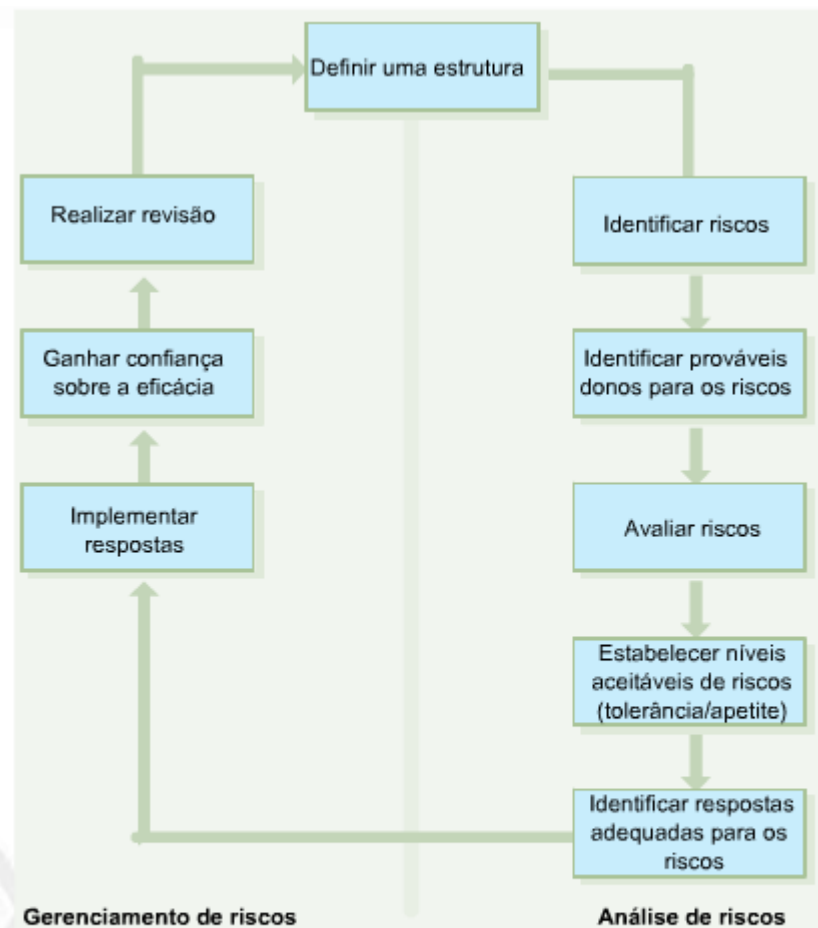 Definir uma estrutura
Realizar revisão
Identificar riscos
Ganhar confiança
sobre a eficácia
Identificar prováveis
donos para os riscos
Implementar
respostas
Avaliar riscos
Estabelecer níveis
aceitáveis de riscos
(tolerância/apetite)
Identificar respostas
adequadas para os
riscos
Gerenciamento de riscos
Análise de riscos